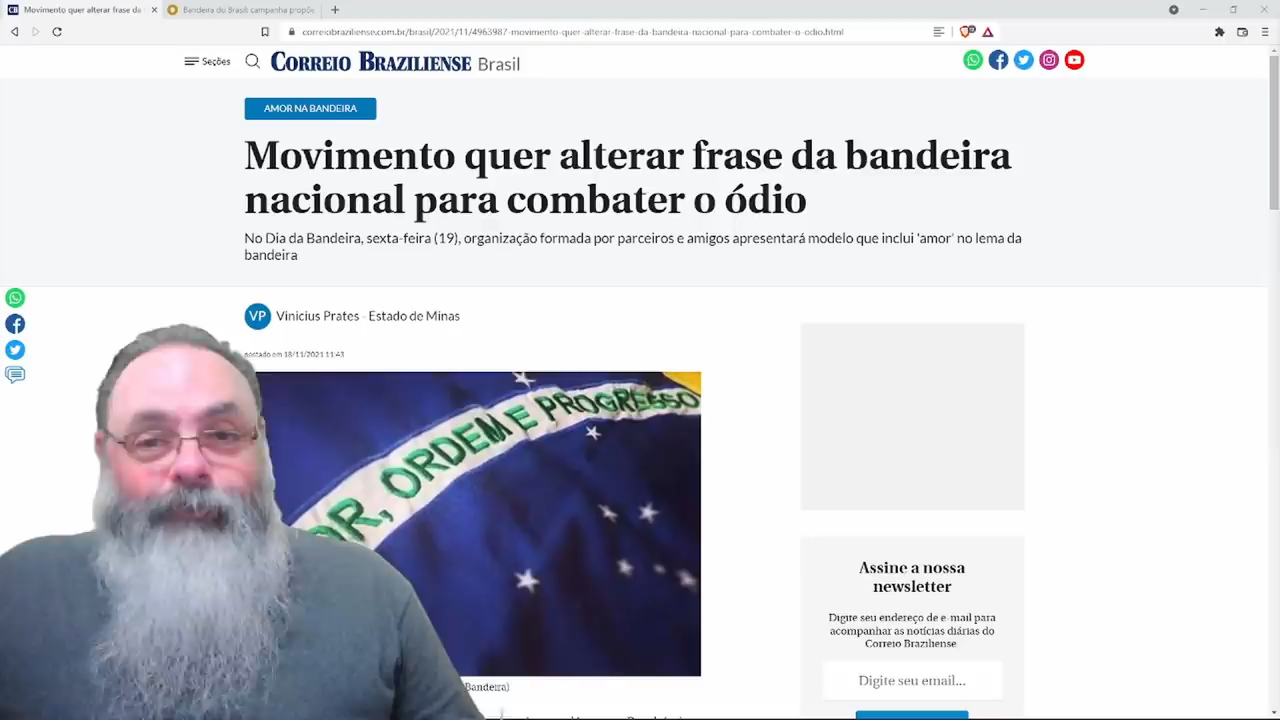 Movimento quer alterar frase da
Bandeira do Brasil: campanha propõe
correiobraziliense.com.br/brasil/2021/11/4963987-movimento-quer-alterar-frase-da-bandeira-nacional-para-combater-o-odio.html
Seções
CORREIO BRAZILIENSE Brasil
AMOR NA BANDEIRA
Movimento quer alterar frase da bandeira
nacional para combater o ódio
No Dia da Bandeira, sexta-feira (19), organização formada por parceiros e amigos apresentará modelo que inclui 'amor' no lema da
bandeira
VP Vinicius Prates - Estado de Minas
postado em 18/11/2021 11:43
OR, ORDEM E PROGRESSO
Bandeira)
Assine a nossa
newsletter
Digite seu endereço de e-mail para
acompanhar as notícias diárias do
Correio Braziliense
Digite seu email...